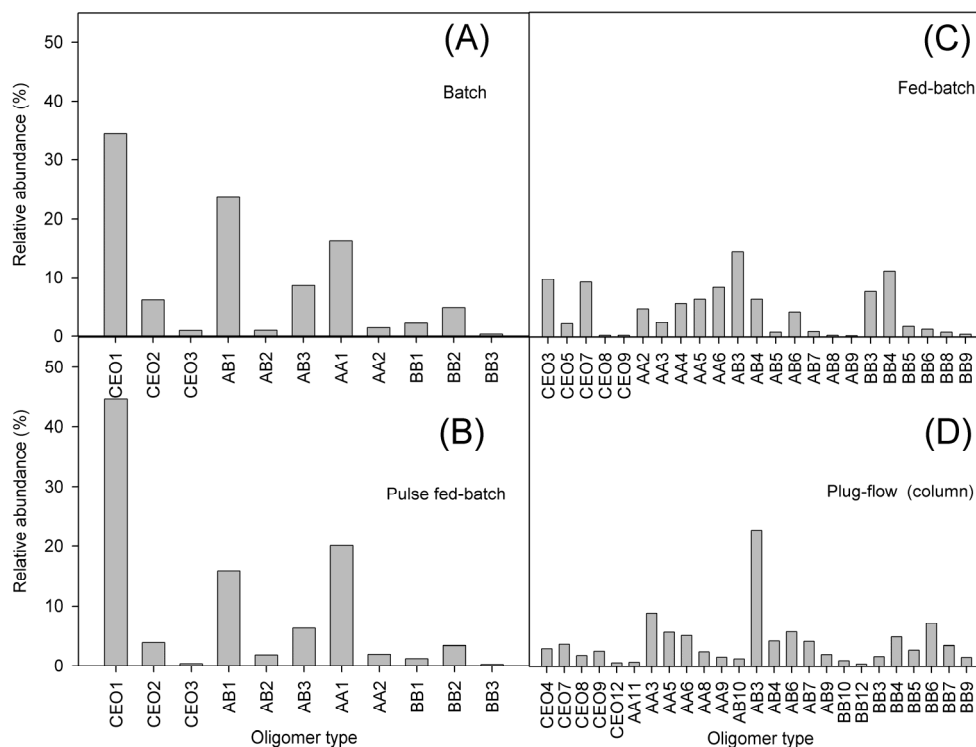 (A)
Batch
50
40
30
20
10
0
Relative abundance (%)
CEO1 CEO2 CEO3 AB1 AB2 AB3 AA1 AA2 BB1 BB2 BB3
(B)
Pulse fed-batch
50
40
30
20
10
0
Relative abundance (%)
CEO1 CEO2 CEO3 AB1 AB2 AB3 AA1 AA2 BB1 BB2 BB3
Oligomer type
(C)
Fed-batch
CEO3 CEO5 CEO7 CEO8 CEO9 AA2 AA3 AA4 AA5 AA6 AB3 AB4 AB5 AB6 AB7 AB8 AB9 BB3 BB4 BB5 BB6 BB8 BB9
(D)
Plug-flow (column)
CEO4 CEO7 CEO8 CEO9 CEO12 AA11 AA3 AA5 AA6 AA8 AA9 AB10 AB3 AB4 AB6 AB7 AB9 BB10 BB12 BB3 BB4 BB5 BB6 BB7 BB9
Oligomer type